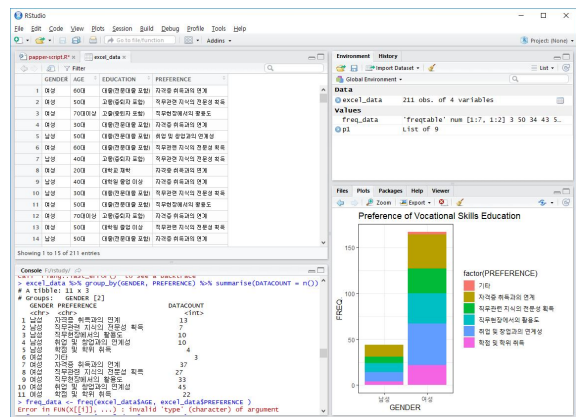 RStudio
File Edit Code View Plots Session Build Debug Profile Tools Help
Go to file/function Addins Project: (None)
papper-script.R* excel_data
Filter
GENDER AGE EDUCATION PREFERENCE
1 여성 60대 대졸(전문대졸 포함) 자격증 취득과의 연계
2 여성 50대 고졸(중퇴자 포함) 직무관련 지식의 전문성 획득
3 여성 70대이상 고졸(중퇴자 포함) 직무현장에서의 활용도
4 남성 50대 대졸(전문대졸 포함) 자격증 취득과의 연계
5 여성 50대 대졸(전문대졸 포함) 취업 및 창업과의 연계성
6 남성 60대 대졸(전문대졸 포함) 직무관련 지식의 전문성 획득
7 남성 40대 고졸(중퇴자 포함) 직무관련 지식의 전문성 획득
8 여성 20대 대학교 재학 자격증 취득과의 연계
9 여성 40대 대학원 졸업 이상 자격증 취득과의 연계
10 남성 30대 대졸(전문대졸 포함) 직무관련 지식의 전문성 획득
11 여성 50대 대졸(전문대졸 포함) 직무현장에서의 활용도
12 여성 70대이상 고졸(중퇴자 포함) 자격증 취득과의 연계
13 여성 50대 대학원 졸업 이상 직무관련 지식의 전문성 획득
14 남성 50대 대졸(전문대졸 포함) 자격증 취득과의 연계
Showing 1 to 15 of 211 entries
Console
> excel_data %>% group_by(GENDER, PREFERENCE) %>% summarise(DATACOUNT = n())
# A tibble: 11 x 3
# Groups: GENDER [2]
GENDER PREFERENCE DATACOUNT
<chr> <chr> <int>
1 남성 자격증 취득과의 연계 13
2 남성 직무관련 지식의 전문성 획득 7
3 남성 직무현장에서의 활용도 10
4 남성 취업 및 창업과의 연계성 10
5 남성 학점 및 학위 취득 4
6 여성 기타 3
7 여성 자격증 취득과의 연계 37
8 여성 직무관련 지식의 전문성 획득 27
9 여성 직무현장에서의 활용도 33
10 여성 취업 및 창업과의 연계성 45
11 여성 학점 및 학위 취득 22
> freq_data <- freq(excel_data$AGE, excel_data$PREFERENCE )
Error in FUN(X[[i]], ...) : invalid 'type' (character) of argument
Environment History
Import Dataset List
Global Environment
Data
excel_data 211 obs. of 4 variables
Values
freq_data 'freqtable' num [1:7, 1:2] 3 50 34 43 5…
p1 List of 9
Files Plots Packages Help Viewer
Zoom Export
Preference of Vocational Skills Education
150
100
50
0
FREQ
남성 여성
GENDER
factor(PREFERENCE)
기타
자격증 취득과의 연계
직무관련 지식의 전문성 획득
직무현장에서의 활용도
취업 및 창업과의 연계성
학점 및 학위 취득